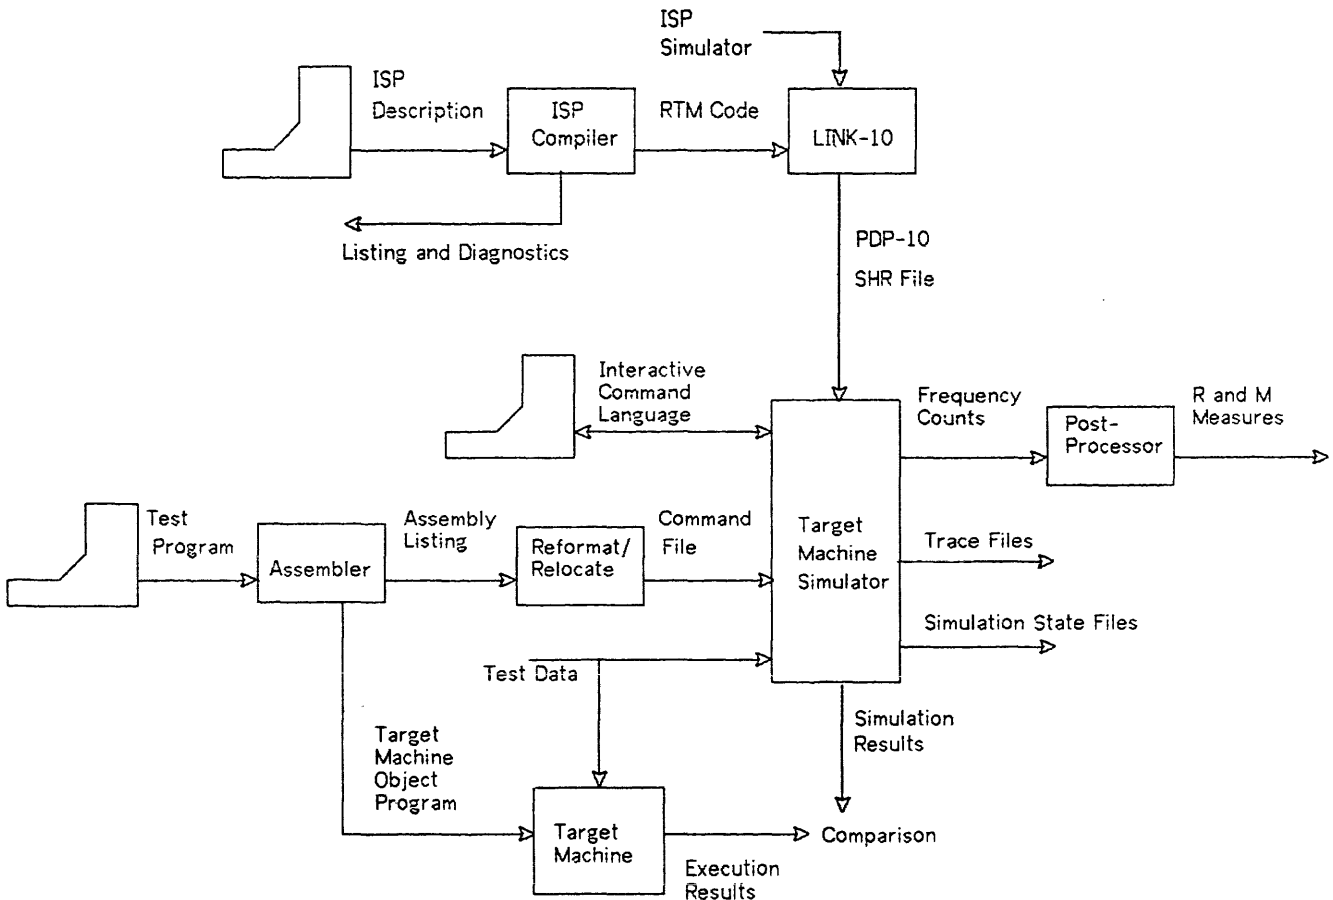 ISP
Simulator
ISP
Description
ISP
Compiler
RTM Code
LINK-10
Listing and Diagnostics
PDP-10
SHR File
Interactive
Command
Language
Frequency
Counts
Post-
Processor
R and M
Measures
Test
Program
Assembler
Assembly
Listing
Reformat/
Relocate
Command
File
Target
Machine
Simulator
Trace Files
Simulation State Files
Test Data
Simulation
Results
Target
Machine
Object
Program
Target
Machine
Execution
Results
Comparison